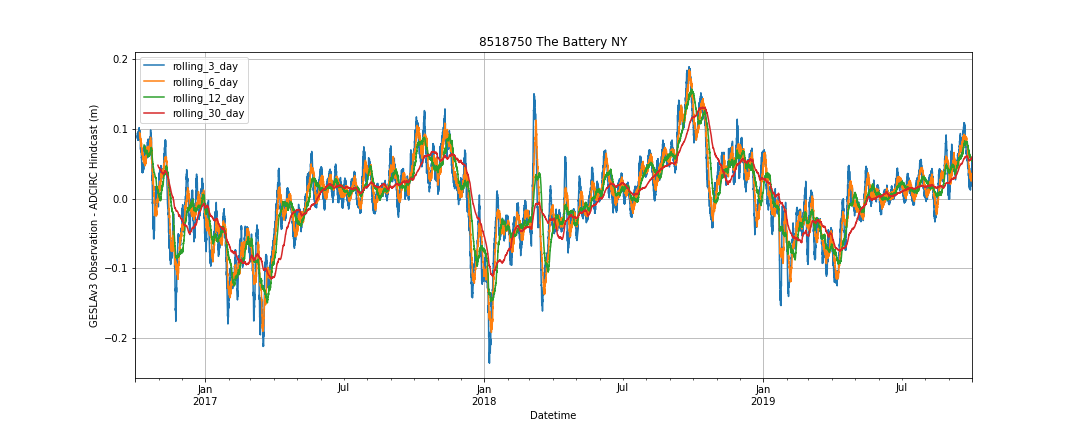 8518750 The Battery NY
rolling_3_day
rolling_6_day
rolling_12_day
rolling_30_day
GESLAv3 Observation - ADCIRC Hindcast (m)
0.2
0.1
0.0
−0.1
−0.2
Jan
2017
Jul
Jan
2018
Jul
Jan
2019
Jul
Datetime